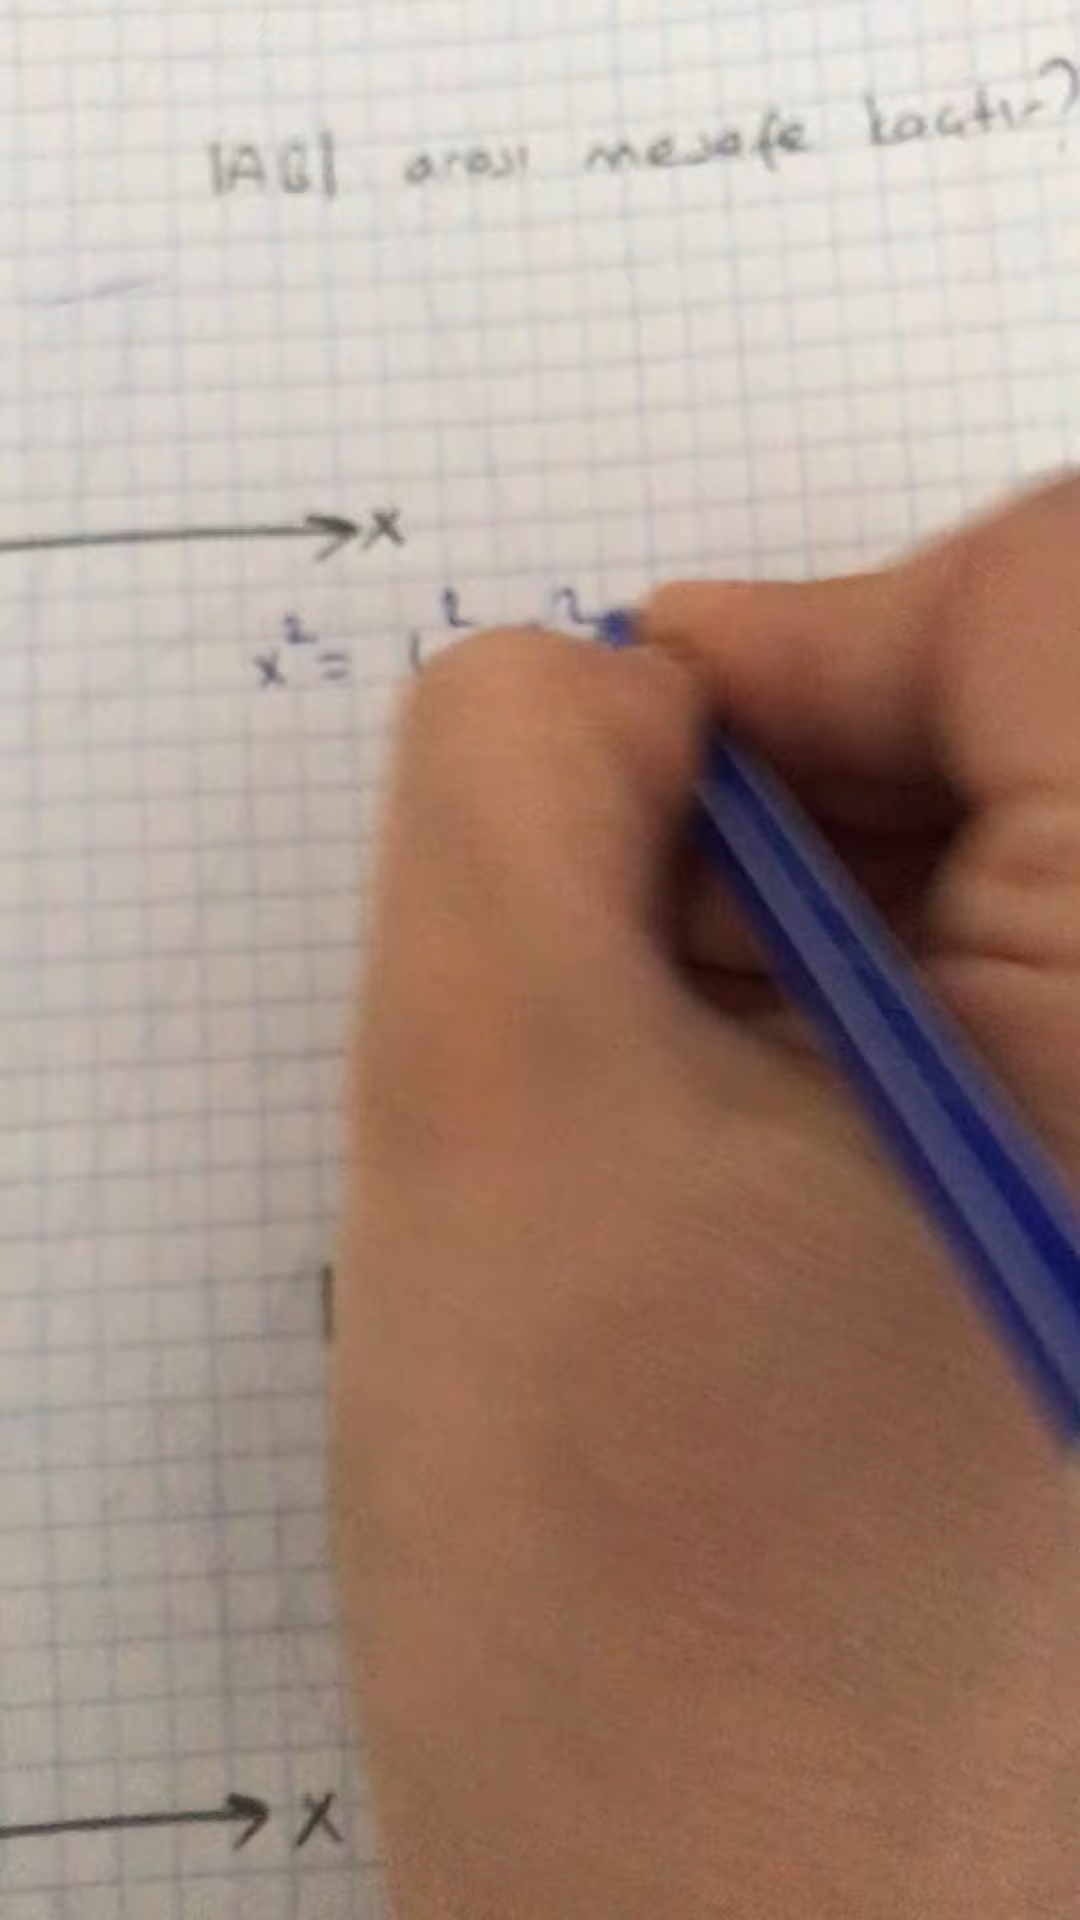 |AB| arası mesafe kaçtır?
x
x² =
x